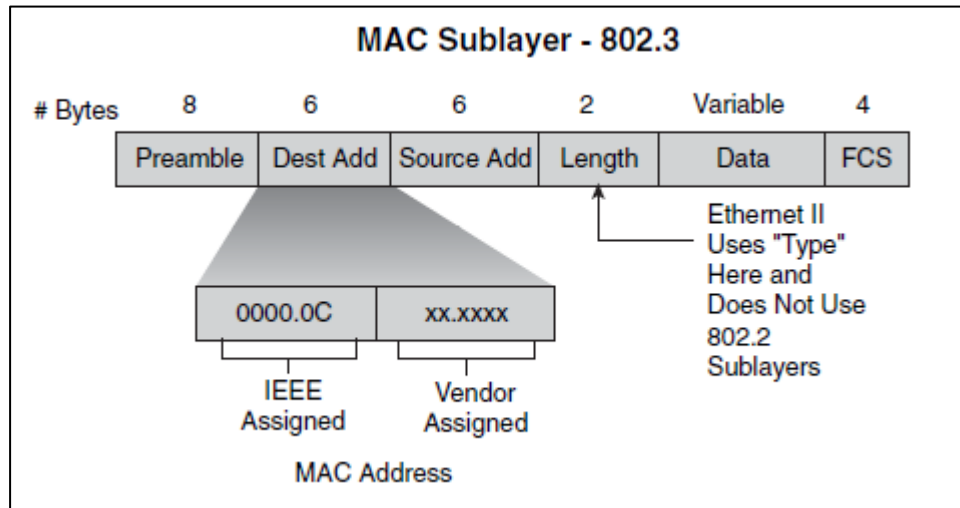 MAC Sublayer - 802.3
# Bytes 8 6 6 2 Variable 4
Preamble Dest Add Source Add Length Data FCS
Ethernet II
Uses "Type"
Here and
Does Not Use
802.2
Sublayers
0000.0C xx.xxxx
IEEE
Assigned
Vendor
Assigned
MAC Address